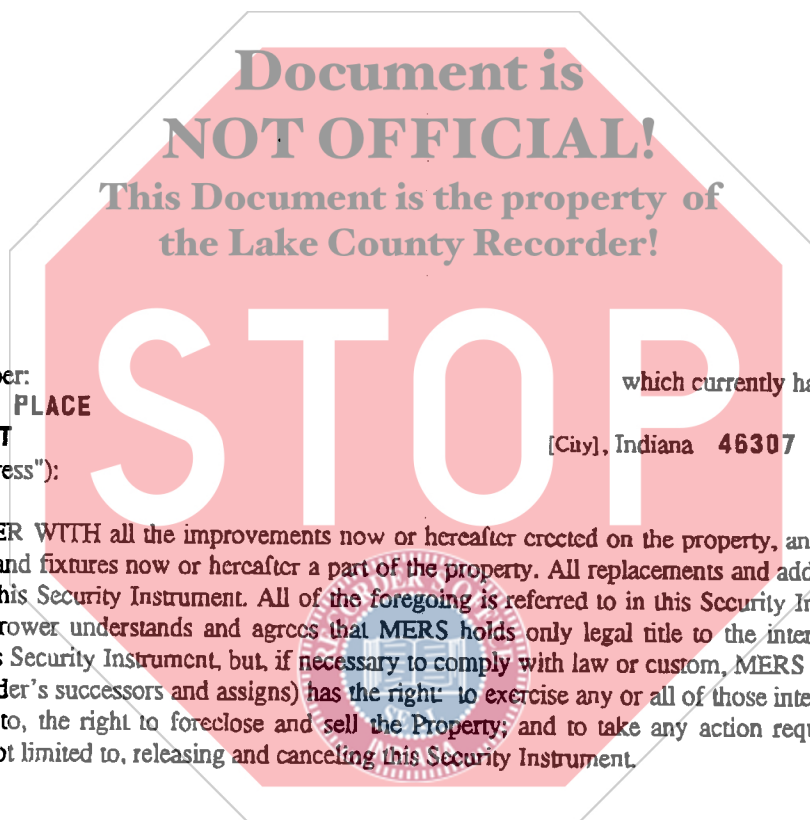 Document is
NOT OFFICIAL!
This Document is the property of
the Lake County Recorder!
STOP
er:
which currently ha
PLACE
T
[City], Indiana 46307
ess"):
ER WITH all the improvements now or hereafter erected on the property, an
and fixtures now or hereafter a part of the property. All replacements and add
his Security Instrument. All of the foregoing is referred to in this Security In
rower understands and agrees that MERS holds only legal title to the inter
s Security Instrument, but, if necessary to comply with law or custom, MERS
der's successors and assigns) has the right: to exercise any or all of those inte
to, the right to foreclose and sell the Property; and to take any action requ
ot limited to, releasing and canceling this Security Instrument.
SEAL
INDIANA